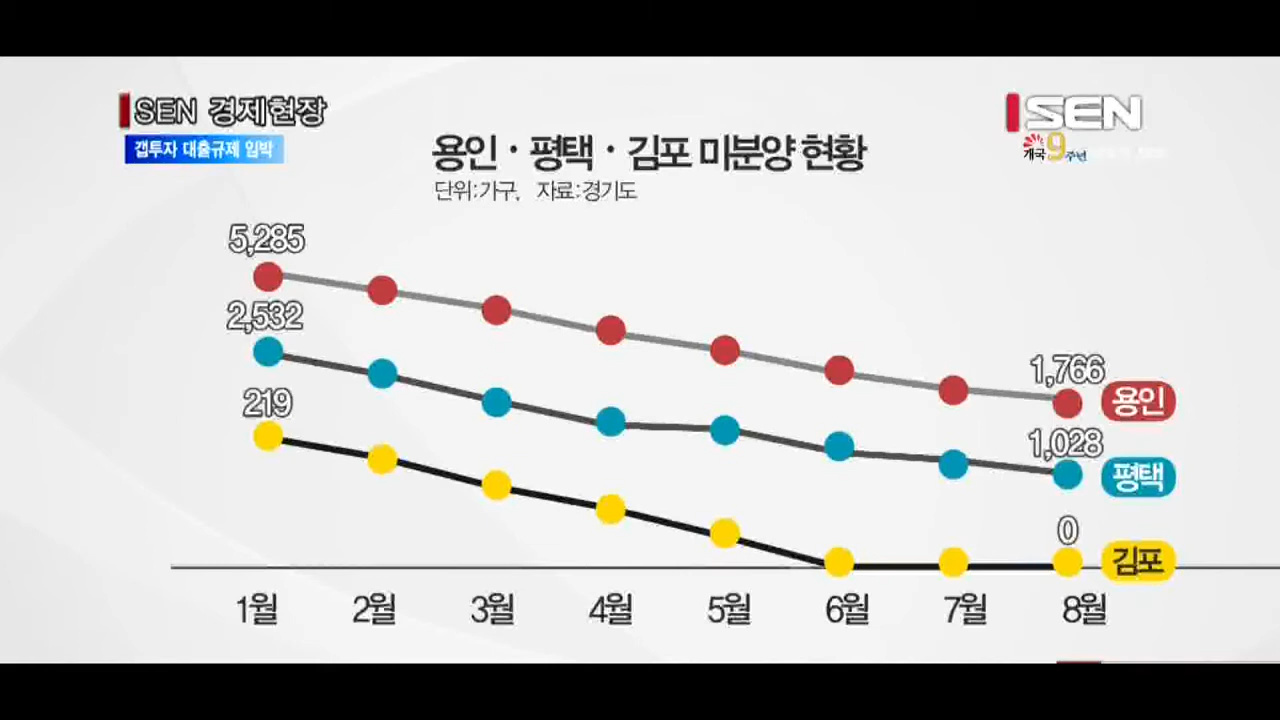 SEN 경제현장
갭투자 대출규제 임박
SEN
개국 9주년
용인·평택·김포 미분양 현황
단위:가구, 자료:경기도
5,285
2,532
219
1,766
용인
1,028
평택
0
김포
1월 2월 3월 4월 5월 6월 7월 8월